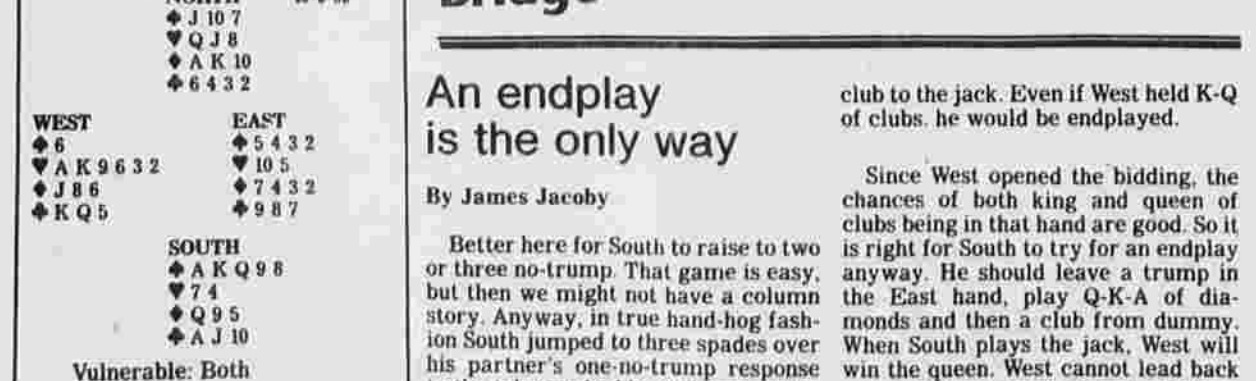 Bridge
NORTH
♠ J 10 7
♥ Q J 8
♦ A K 10
♣ 6 4 3 2
WEST
♠ 6
♥ A K 9 6 3 2
♦ J 8 6
♣ K Q 5
EAST
♠ 5 4 3 2
♥ 10 5
♦ 7 4 3 2
♣ 9 8 7
SOUTH
♠ A K Q 9 8
♥ 7 4
♦ Q 9 5
♣ A J 10
Vulnerable: Both
An endplay
is the only way
By James Jacoby
Better here for South to raise to two
or three no-trump. That game is easy,
but then we might not have a column
story. Anyway, in true hand-hog fash-
ion South jumped to three spades over
his partner's one-no-trump response
club to the jack. Even if West held K-Q
of clubs. he would be endplayed.
Since West opened the bidding, the
chances of both king and queen of
clubs being in that hand are good. So it
is right for South to try for an endplay
anyway. He should leave a trump in
the East hand, play Q-K-A of dia-
monds and then a club from dummy.
When South plays the jack, West will
win the queen. West cannot lead back